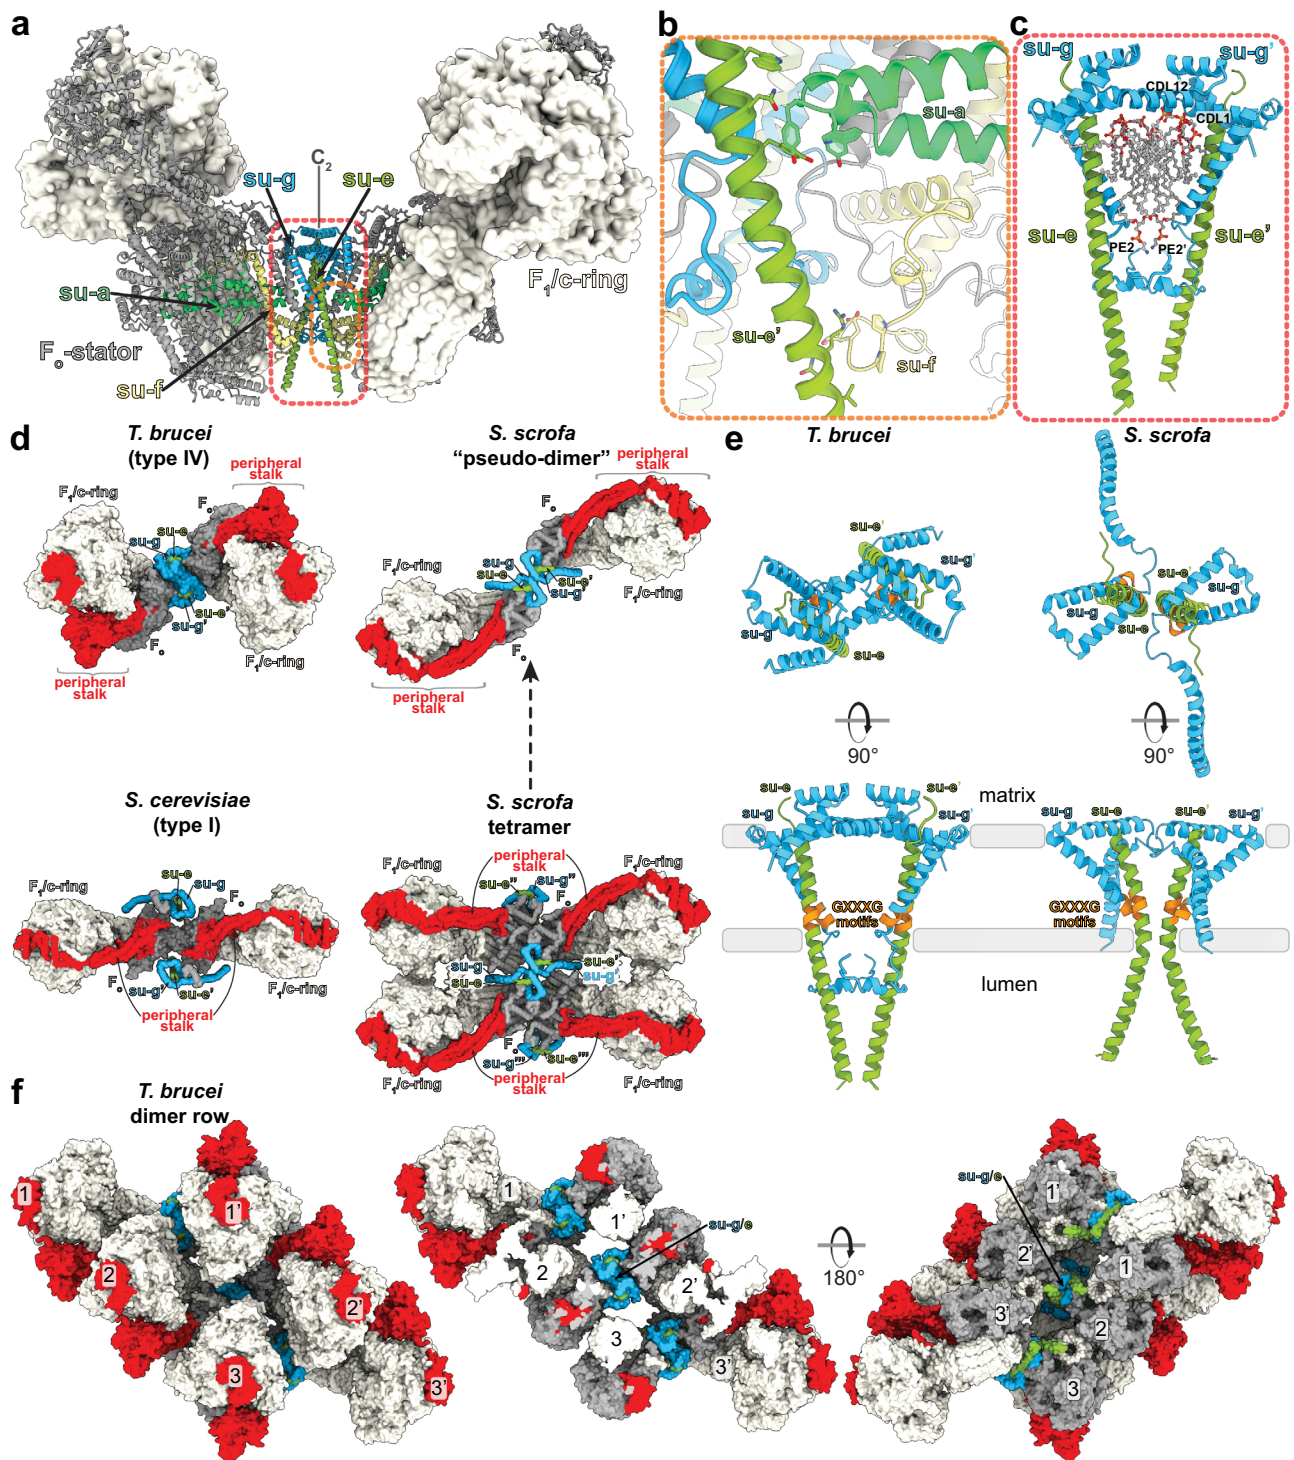 a
C2
su-g
su-e
su-a
Fo-stator
su-f
F1/c-ring
b
su-a
su-e'
su-f
c
su-g
su-g'
CDL12
CDL1
su-e
su-e'
PE2
PE2'
d
T. brucei
(type IV)
peripheral
stalk
F1/c-ring
Fo
su-e
su-g
su-e'
su-g'
Fo
F1/c-ring
peripheral
stalk
S. scrofa
"pseudo-dimer"
peripheral
stalk
Fo
F1/c-ring
su-g
su-e
su-e'
su-g'
F1/c-ring
Fo
peripheral
stalk
S. cerevisiae
(type I)
F1/c-ring
su-e
su-g
Fo
Fo
su-g'
su-e'
F1/c-ring
peripheral
stalk
S. scrofa
tetramer
peripheral
stalk
F1/c-ring
su-e''
su-g''
Fo
F1/c-ring
su-g
su-e'
su-e
su-g'
Fo
su-g'''
su-e'''
F1/c-ring
peripheral
stalk
F1/c-ring
e
T. brucei
S. scrofa
su-e'
su-g'
su-g
su-e
su-e'
su-g'
su-g
su-e
90°
90°
su-e
su-e'
matrix
su-g
su-g'
su-g
su-e
su-e'
su-g'
GXXXG
motifs
GXXXG
motifs
lumen
f
T. brucei
dimer row
1
1'
2
2'
3
3'
1
1'
su-g/e
2
2'
3
3'
180°
su-g/e
1'
2'
1
3'
2
3